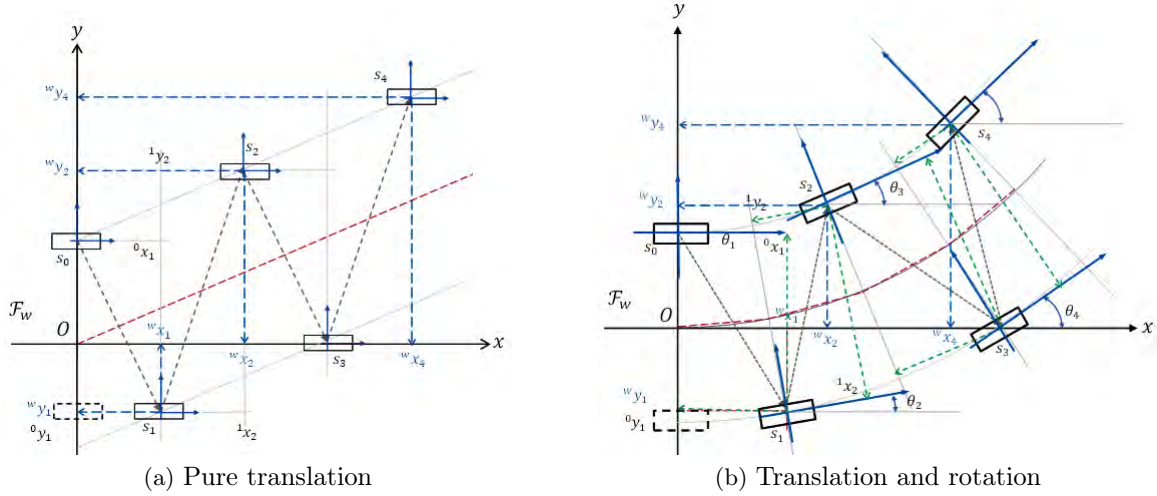 y
ʷy₄
s₄
¹y₂
s₂
ʷy₂
s₀
⁰x₁
𝓕_w
O
ʷx₁
ʷx₂
s₃
ʷx₄
x
ʷy₁
⁰y₁
s₁
¹x₂
(a) Pure translation
y
ʷy₄
s₄
s₂
θ₃
ʷy₂
¹y₂
θ₁
s₀
⁰x₁
𝓕_w
O
ʷx₁
ʷx₂
ʷx₄
s₃
θ₄
x
ʷy₁
¹x₂
θ₂
⁰y₁
s₁
(b) Translation and rotation